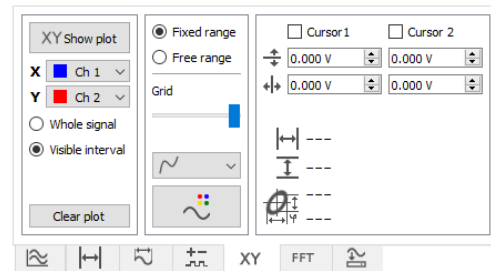 XY Show plot
X Ch 1
Y Ch 2
Whole signal
Visible interval
Clear plot
Fixed range
Free range
Grid
Cursor1 Cursor 2
0.000 V 0.000 V
0.000 V 0.000 V
---
---
---
φ ---
XY FFT